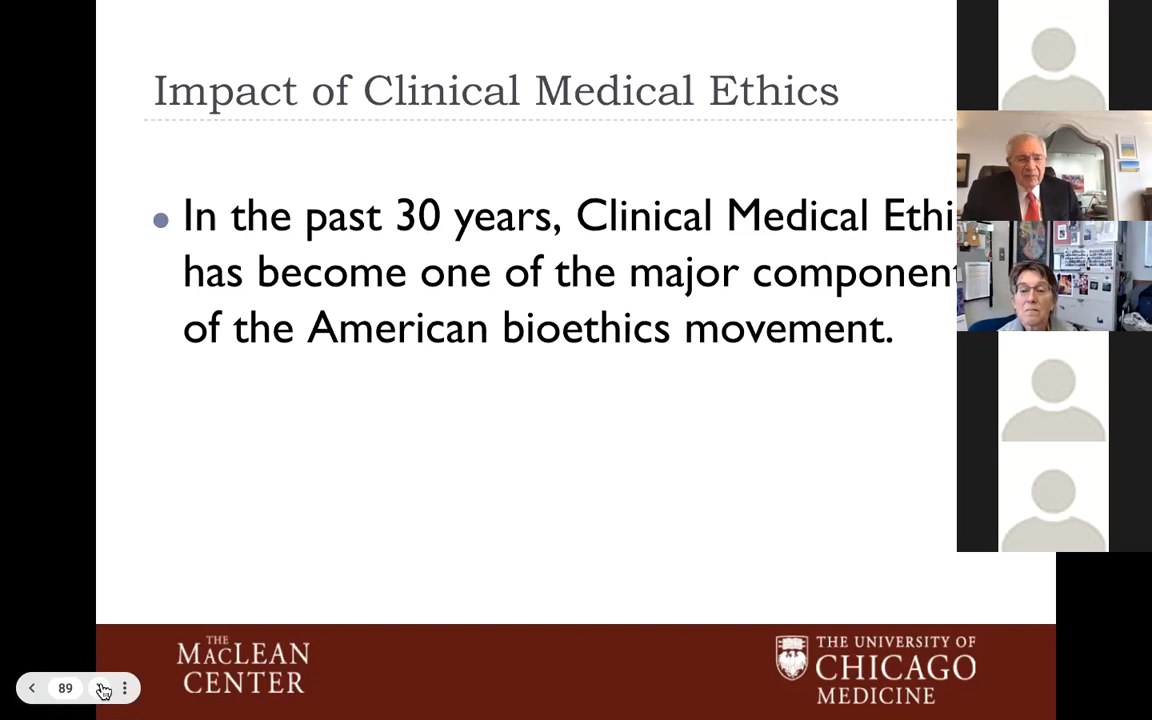 Impact of Clinical Medical Ethics
In the past 30 years, Clinical Medical Ethi
has become one of the major component
of the American bioethics movement.
THE
MACLEAN
CENTER
THE UNIVERSITY OF
CHICAGO
MEDICINE
89